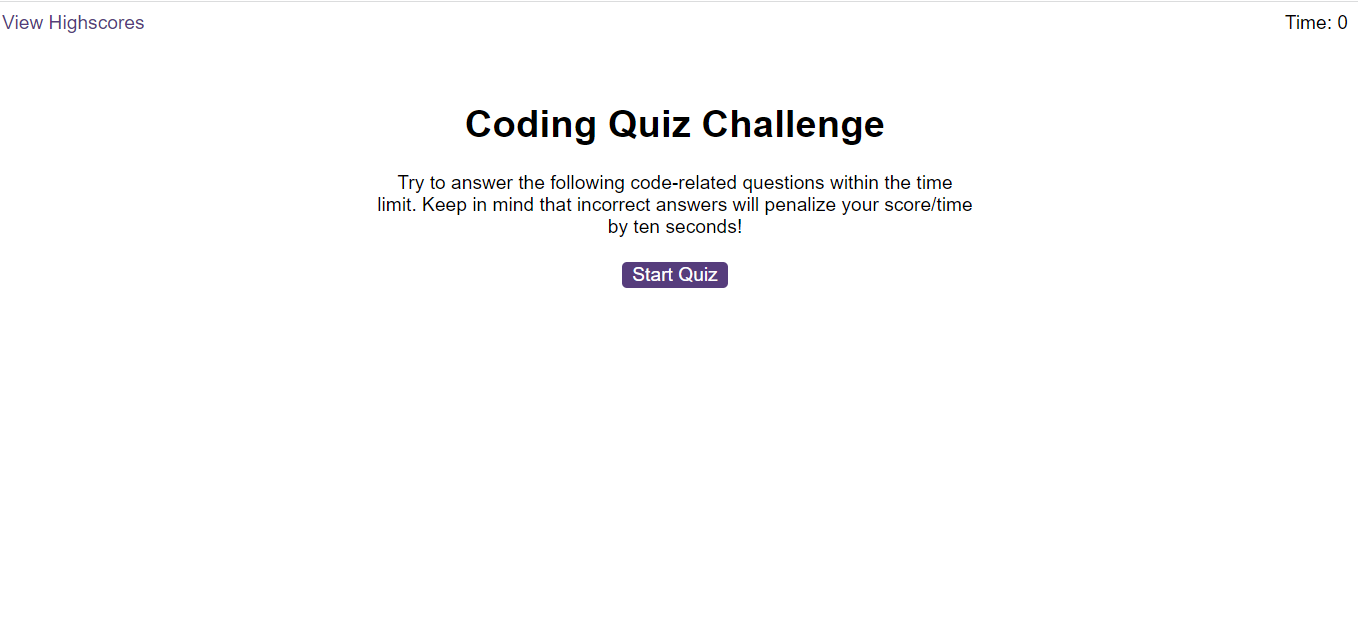 View Highscores
Time: 0
Coding Quiz Challenge
Try to answer the following code-related questions within the time
limit. Keep in mind that incorrect answers will penalize your score/time
by ten seconds!
Start Quiz